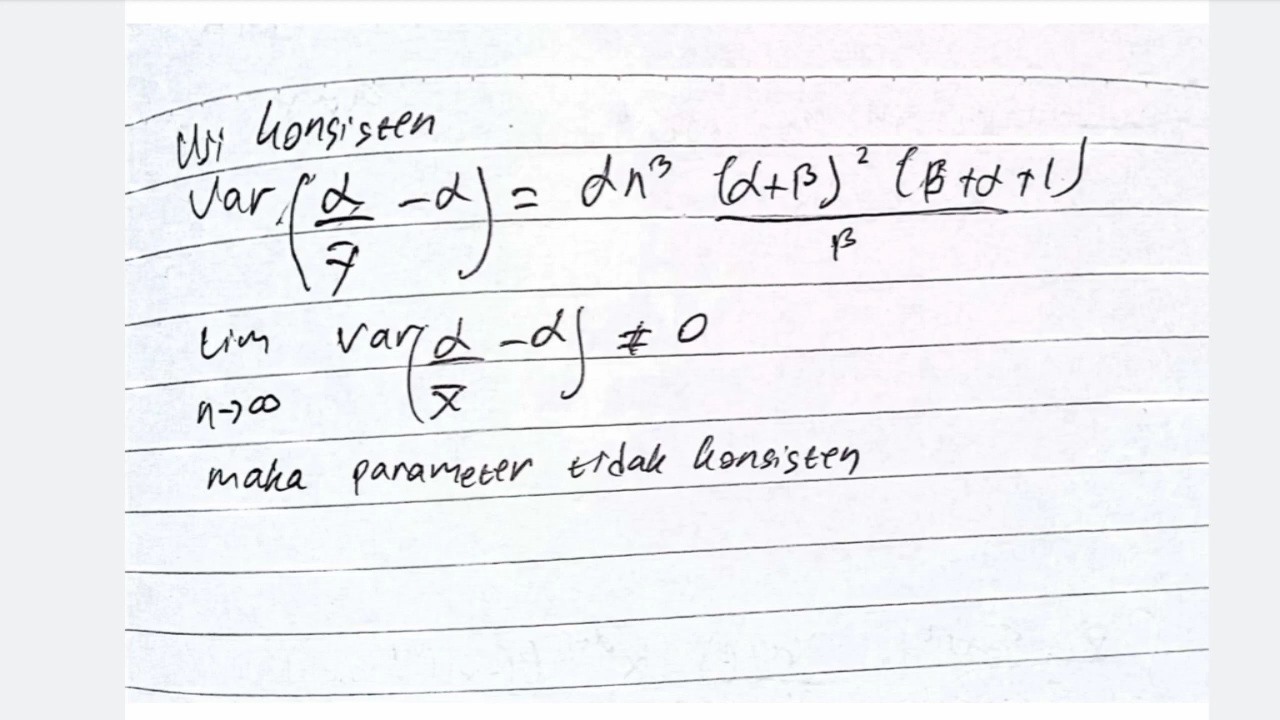 Uji konsisten
Var (α/x̄ - α) = αn³ (α+β)² (β+α+1)/β
lim n→∞ Var (α/x̄ - α) ≠ 0
maka parameter tidak konsisten